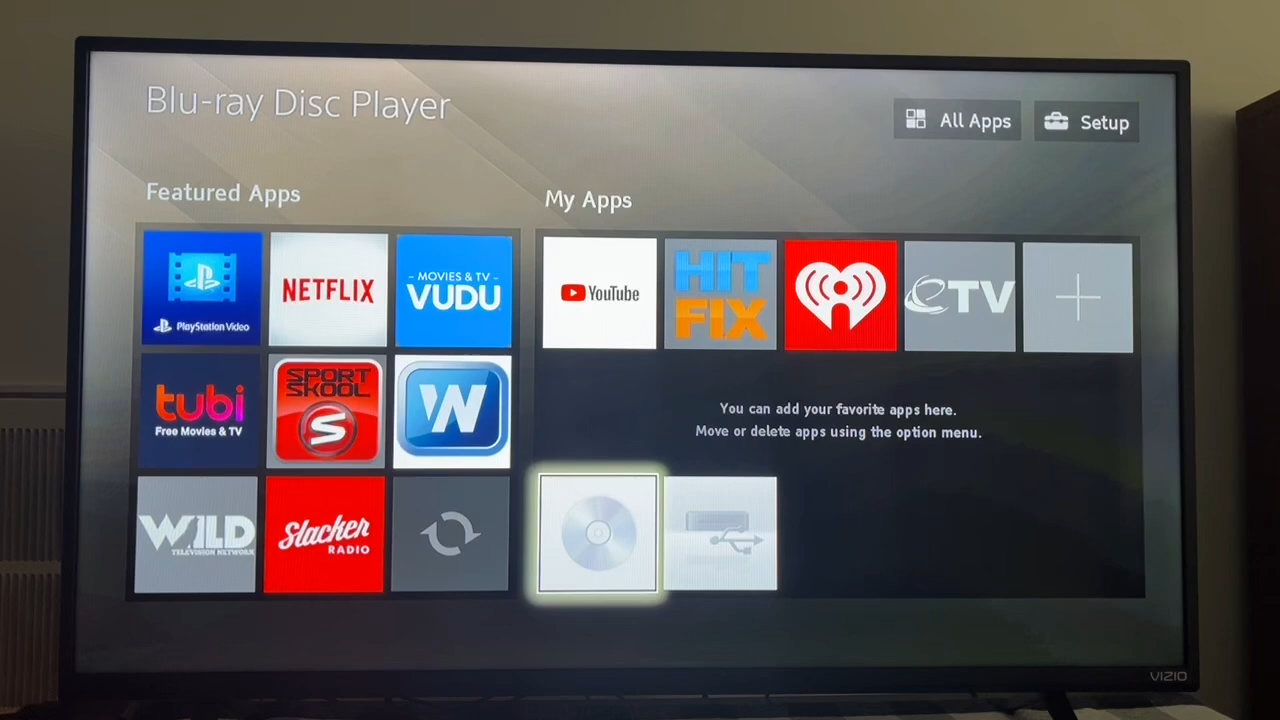 Blu-ray Disc Player
All Apps
Setup
Featured Apps
My Apps
PlayStation Video
NETFLIX
- MOVIES & TV -
VUDU
YouTube
HIT
FIX
eTV
tubi
Free Movies & TV
SPORT
SKOOL
S
W
You can add your favorite apps here.
Move or delete apps using the option menu.
WILD
TELEVISION NETWORK
Slacker
RADIO
VIZIO